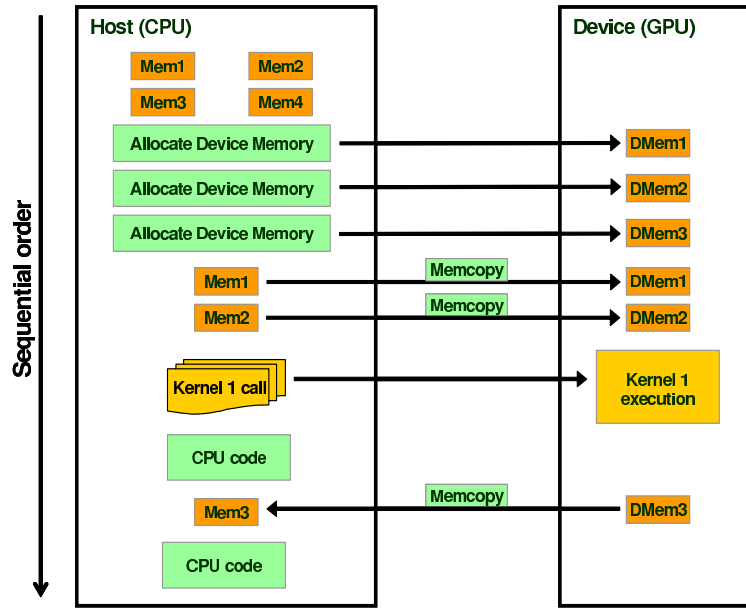 Host (CPU)
Device (GPU)
Mem1
Mem2
Mem3
Mem4
Allocate Device Memory
DMem1
Allocate Device Memory
DMem2
Allocate Device Memory
DMem3
Mem1
Memcopy
DMem1
Mem2
Memcopy
DMem2
Sequential order
Kernel 1 call
Kernel 1
execution
CPU code
Mem3
Memcopy
DMem3
CPU code